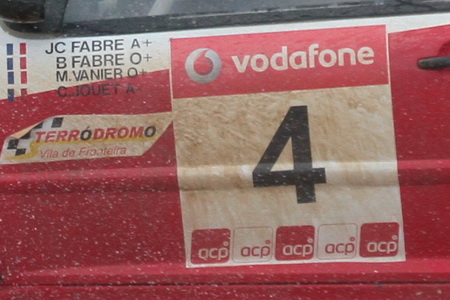 JC FABRE A+
B FABRE O+
M.VANIER O+
C.JOUET A-
vodafone
TERRÓDROMO
Vila de Fronteira
4
acp acp acp acp acp